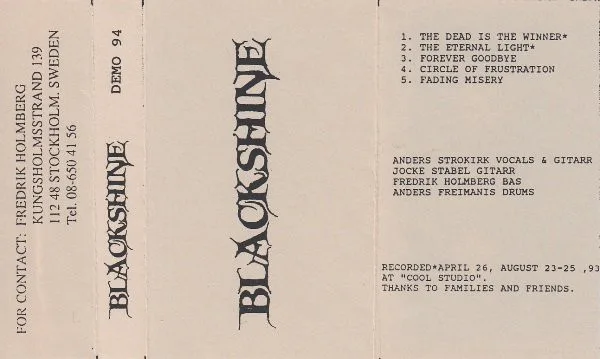 FOR CONTACT: FREDRIK HOLMBERG
KUNGSHOLMSSTRAND 139
112 48 STOCKHOLM. SWEDEN
Tel. 08-650 41 56
BLACKSHINE DEMO 94
BLACKSHINE
1. THE DEAD IS THE WINNER*
2. THE ETERNAL LIGHT*
3. FOREVER GOODBYE
4. CIRCLE OF FRUSTRATION
5. FADING MISERY
ANDERS STROKIRK VOCALS & GITARR
JOCKE STABEL GITARR
FREDRIK HOLMBERG BAS
ANDERS FREIMANIS DRUMS
RECORDED*APRIL 26, AUGUST 23-25 ,93
AT "COOL STUDIO".
THANKS TO FAMILIES AND FRIENDS.